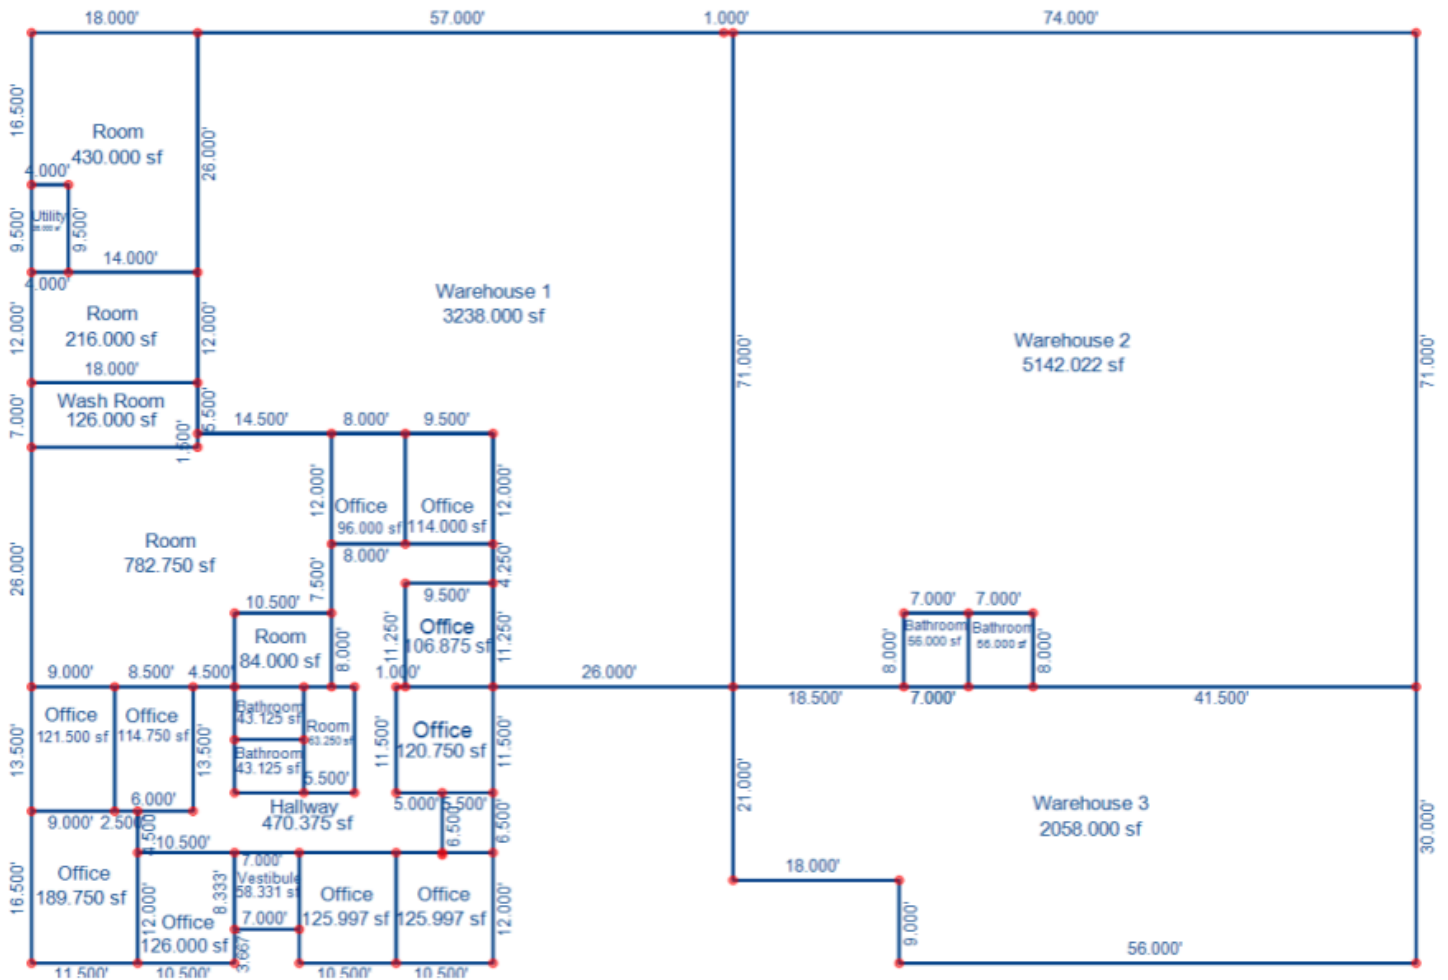 18.000' 57.000' 1.000' 74.000'
16.500'
Room
430.000 sf
26.000'
4.000'
9.500'
Utility
9.500'
14.000'
4.000'
Warehouse 1
3238.000 sf
12.000'
Room
216.000 sf
12.000'
Warehouse 2
5142.022 sf
71.000'
71.000'
18.000'
7.000'
Wash Room
126.000 sf
5.500'
1.500'
14.500' 8.000' 9.500'
12.000'
Office
96.000 sf
Office
114.000 sf
12.000'
8.000'
4.250'
Room
782.750 sf
26.000'
7.500'
9.500'
10.500'
Room
84.000 sf
8.000'
11.250'
Office
106.875 sf
11.250'
7.000' 7.000'
8.000'
Bathroom
56.000 sf
Bathroom
56.000 sf
8.000'
9.000' 8.500' 4.500' 1.000' 26.000'
18.500' 7.000' 41.500'
13.500'
Office
121.500 sf
Office
114.750 sf
13.500'
Bathroom
43.125 sf
Bathroom
43.125 sf
Room
63.250 sf
5.500'
11.500'
Office
120.750 sf
11.500'
21.000'
Warehouse 3
2058.000 sf
30.000'
6.000'
9.000' 2.500'
4.500'
Hallway
470.375 sf
5.000' 5.500'
6.500'
6.500'
10.500' 7.000'
16.500'
Office
189.750 sf
12.000'
Office
126.000 sf
8.333'
Vestibule
58.331 sf
7.000'
3.667'
Office
125.997 sf
Office
125.997 sf
12.000'
18.000'
9.000'
56.000'
11.500' 10.500' 10.500' 10.500'